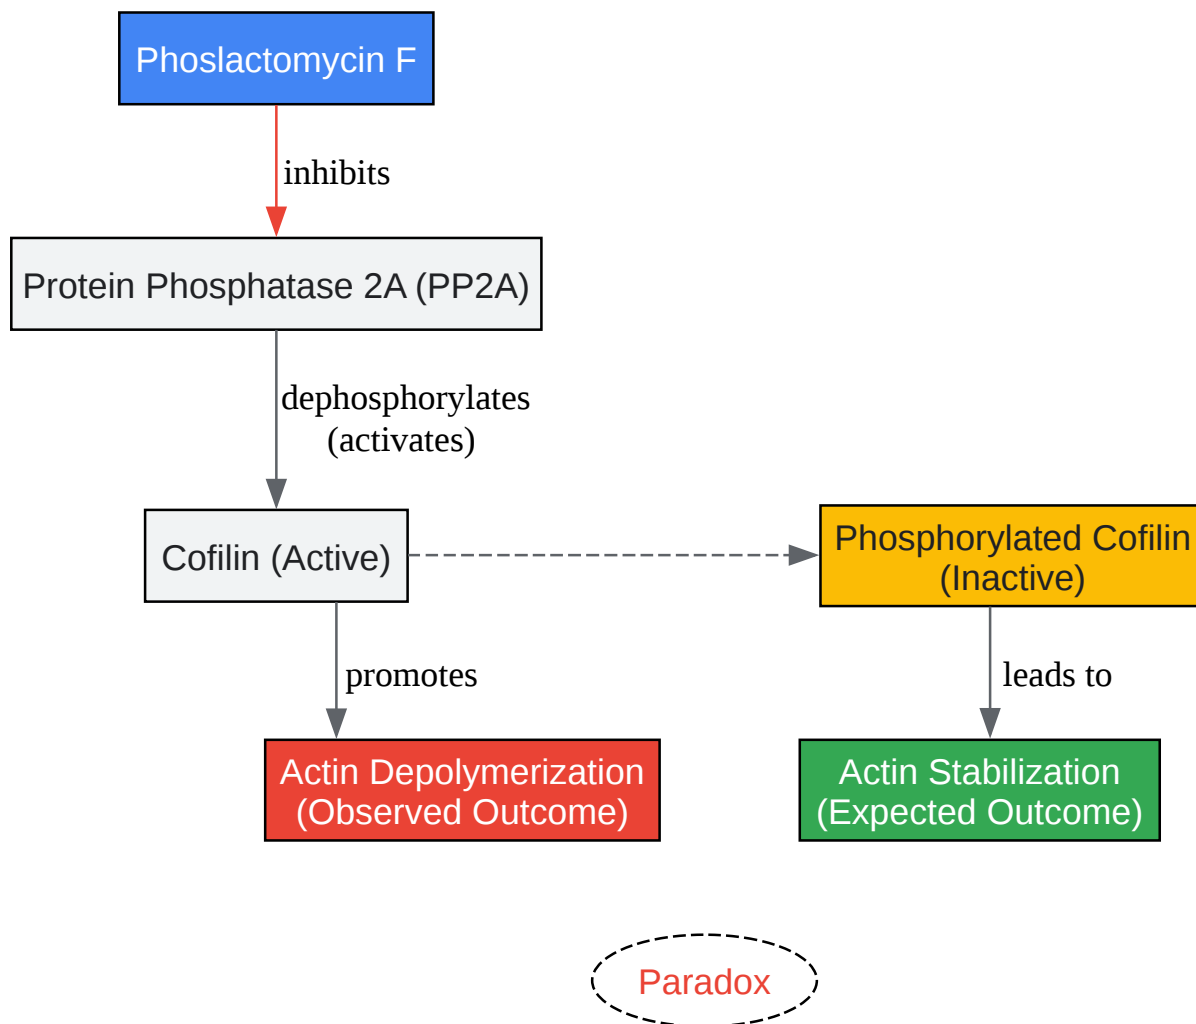 Phoslactomycin F
inhibits
Protein Phosphatase 2A (PP2A)
dephosphorylates
(activates)
Cofilin (Active)
Phosphorylated Cofilin
(Inactive)
promotes
leads to
Actin Depolymerization
(Observed Outcome)
Actin Stabilization
(Expected Outcome)
Paradox